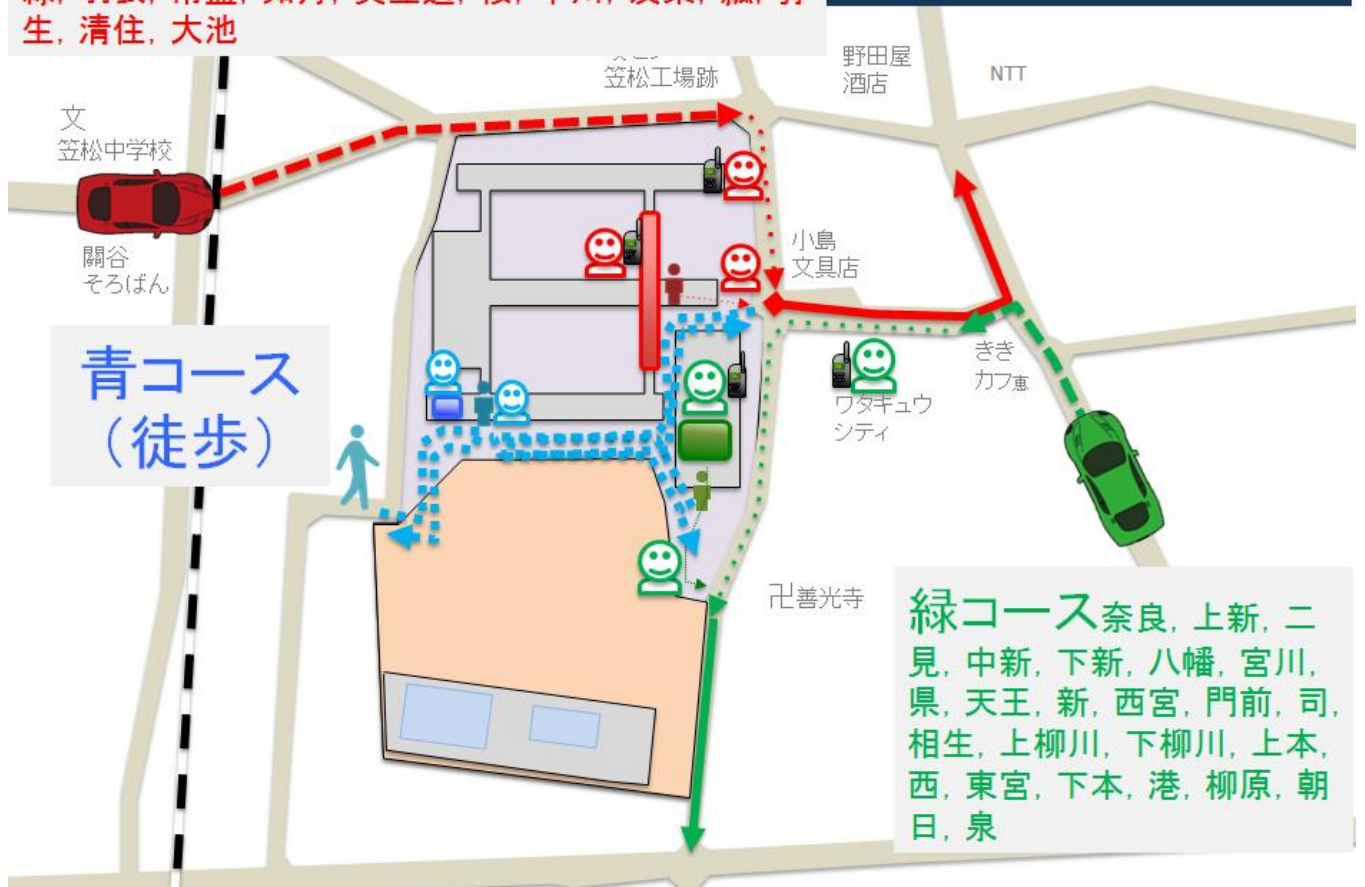 生, 清住, 大池
笠松工場跡
野田屋
酒店
NTT
文
笠松中学校
關谷
そろばん
小島
文具店
青コース
(徒歩)
きき
カフ恵
ワタキュウ
シティ
卍善光寺
緑コース奈良, 上新, 二
見, 中新, 下新, 八幡, 宮川,
県, 天王, 新, 西宮, 門前, 司,
相生, 上柳川, 下柳川, 上本,
西, 東宮, 下本, 港, 柳原, 朝
日, 泉